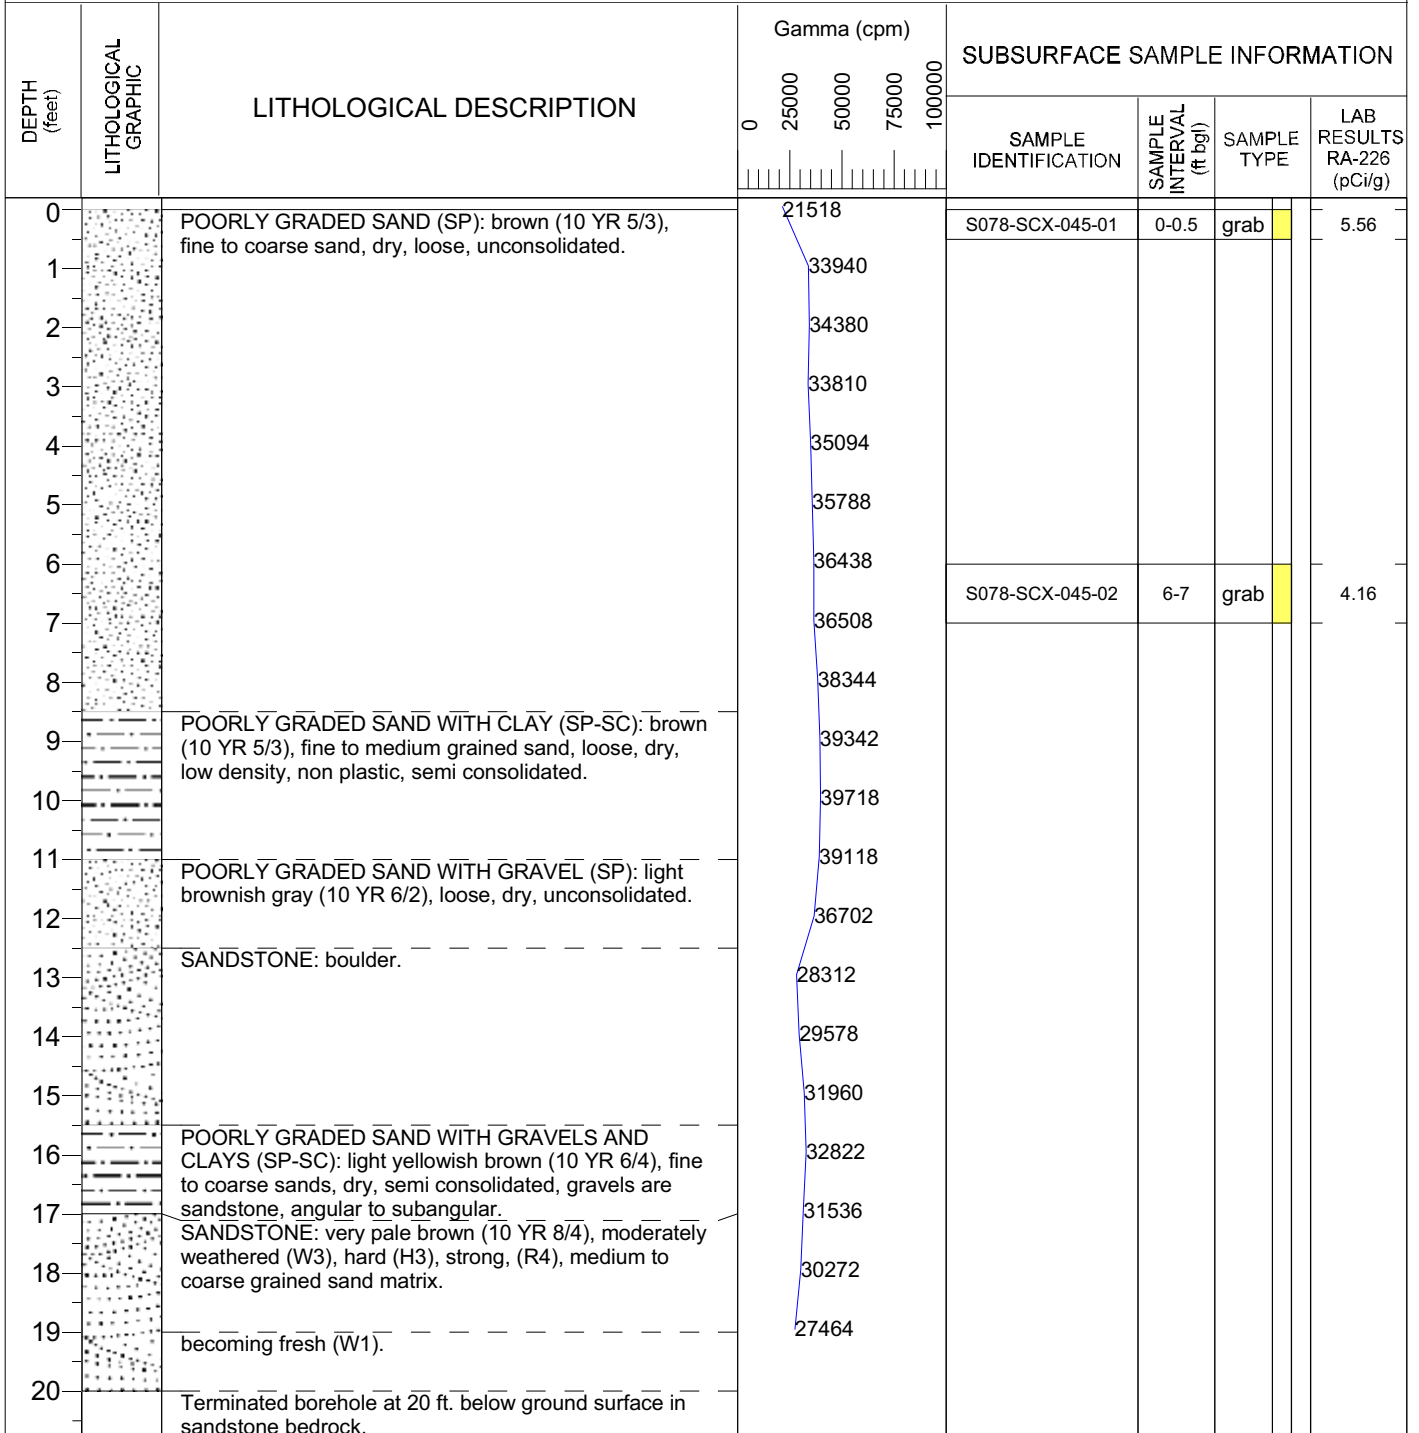 DEPTH
(feet)
LITHOLOGICAL
GRAPHIC
LITHOLOGICAL DESCRIPTION
Gamma (cpm)
0
25000
50000
75000
100000
SUBSURFACE SAMPLE INFORMATION
SAMPLE
IDENTIFICATION
SAMPLE
INTERVAL
(ft bgl)
SAMPLE
TYPE
LAB
RESULTS
RA-226
(pCi/g)
0
POORLY GRADED SAND (SP): brown (10 YR 5/3),
fine to coarse sand, dry, loose, unconsolidated.
21518
S078-SCX-045-01 0-0.5 grab 5.56
1 33940
2 34380
3 33810
4 35094
5 35788
6 36438
S078-SCX-045-02 6-7 grab 4.16
7 36508
8 38344
POORLY GRADED SAND WITH CLAY (SP-SC): brown
(10 YR 5/3), fine to medium grained sand, loose, dry,
low density, non plastic, semi consolidated.
9 39342
10 39718
11 39118
POORLY GRADED SAND WITH GRAVEL (SP): light
brownish gray (10 YR 6/2), loose, dry, unconsolidated.
12 36702
SANDSTONE: boulder.
13 28312
14 29578
15 31960
POORLY GRADED SAND WITH GRAVELS AND
CLAYS (SP-SC): light yellowish brown (10 YR 6/4), fine
to coarse sands, dry, semi consolidated, gravels are
sandstone, angular to subangular.
16 32822
17 31536
SANDSTONE: very pale brown (10 YR 8/4), moderately
weathered (W3), hard (H3), strong, (R4), medium to
coarse grained sand matrix.
18 30272
19 27464
becoming fresh (W1).
20
Terminated borehole at 20 ft. below ground surface in
sandstone bedrock.